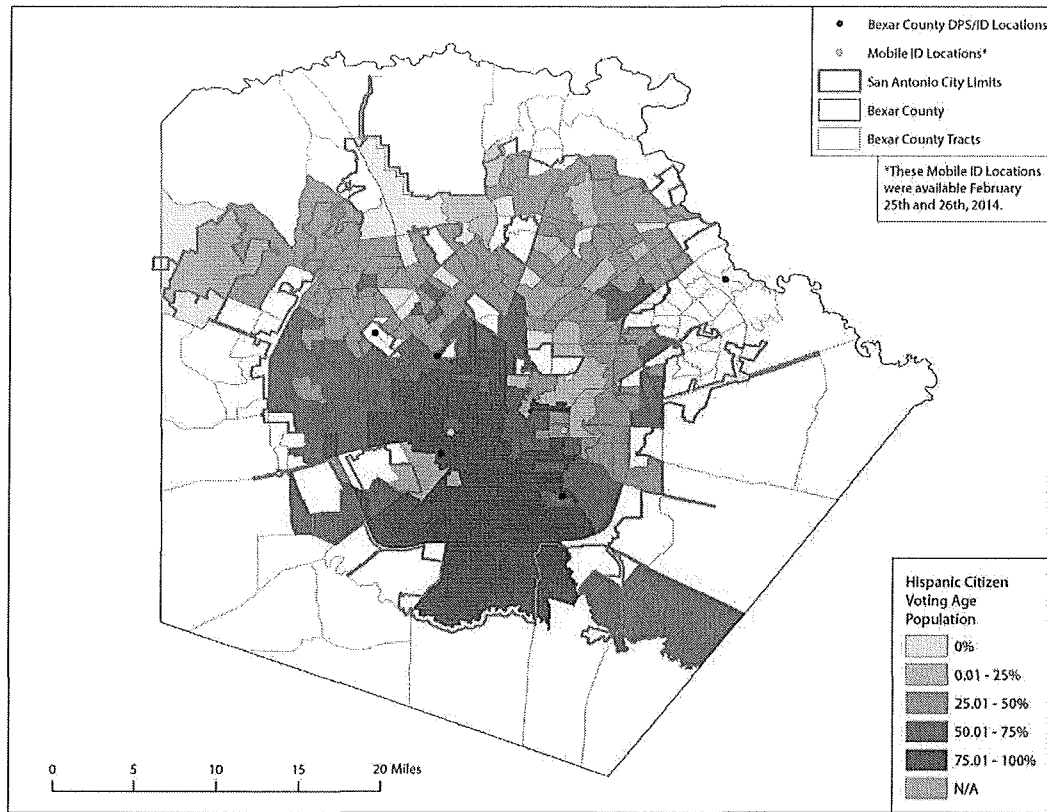 Bexar County DPS/ID Locations
Mobile ID Locations*
San Antonio City Limits
Bexar County
Bexar County Tracts
*These Mobile ID Locations
were available February
25th and 26th, 2014.
Hispanic Citizen
Voting Age
Population
0%
0.01 - 25%
25.01 - 50%
50.01 - 75%
75.01 - 100%
N/A
0 5 10 15 20 Miles